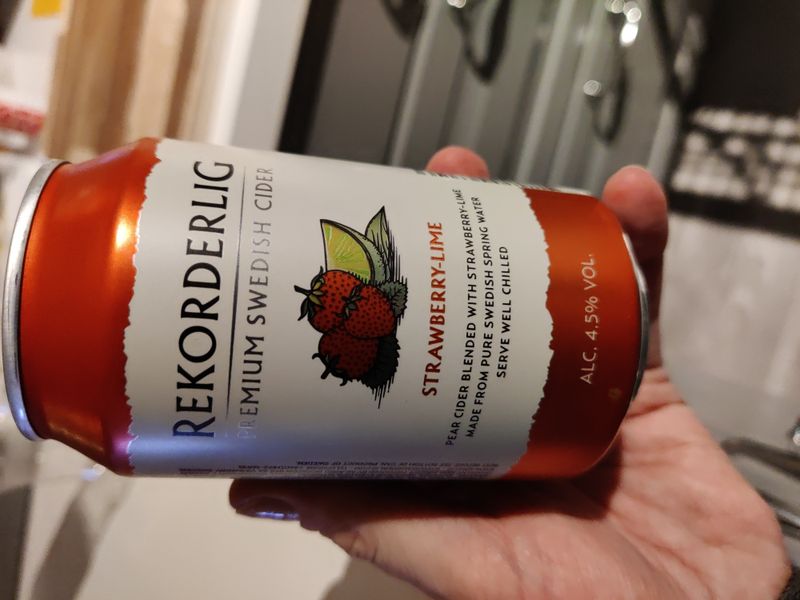 REKORDERLIG
PREMIUM SWEDISH CIDER
STRAWBERRY-LIME
PEAR CIDER BLENDED WITH STRAWBERRY-LIME
MADE FROM PURE SWEDISH SPRING WATER
SERVE WELL CHILLED
ALC. 4.5% VOL.